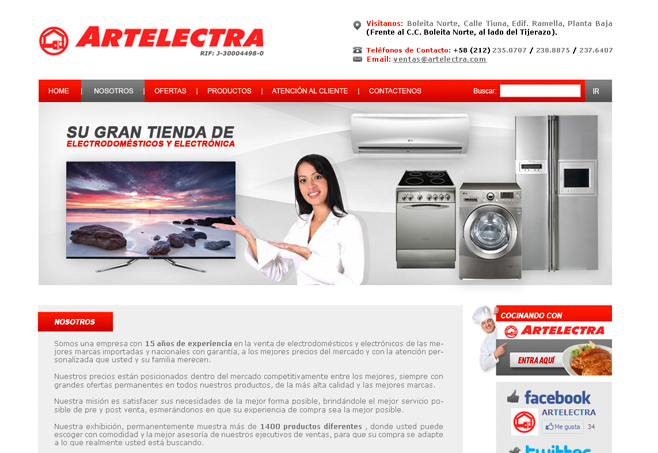 ARTELECTRA
RIF: J-30004498-0
Visítanos: Boleita Norte, Calle Tiuna, Edif. Ramella, Planta Baja
(Frente al C.C. Boleita Norte, al lado del Tijerazo).
Teléfonos de Contacto: +58 (212) 235.0707 / 238.8875 / 237.6407
Email: ventas@artelectra.com
HOME | NOSOTROS | OFERTAS | PRODUCTOS | ATENCIÓN AL CLIENTE | CONTACTENOS Buscar: IR
SU GRAN TIENDA DE
ELECTRODOMÉSTICOS Y ELECTRÓNICA
NOSOTROS
Somos una empresa con 15 años de experiencia en la venta de electrodomésticos y electrónicos de las me-
jores marcas importadas y nacionales con garantía, a los mejores precios del mercado y con la atención per-
sonalizada que usted y su familia merecen.
Nuestros precios están posicionados dentro del mercado competitivamente entre los mejores, siempre con
grandes ofertas permanentes en todos nuestros productos, de la más alta calidad y las mejores marcas.
Nuestra misión es satisfacer sus necesidades de la mejor forma posible, brindándole el mejor servicio po-
sible de pre y post venta, esmerándonos en que su experiencia de compra sea la mejor posible.
Nuestra exhibición, permanentemente muestra más de 1400 productos diferentes , donde usted puede
escoger con comodidad y la mejor asesoría de nuestros ejecutivos de ventas, para que su compra se adapte
a lo que realmente usted está buscando.
COCINANDO CON
ARTELECTRA
ENTRA AQUÍ
facebook
ARTELECTRA
Me gusta 34
twitter